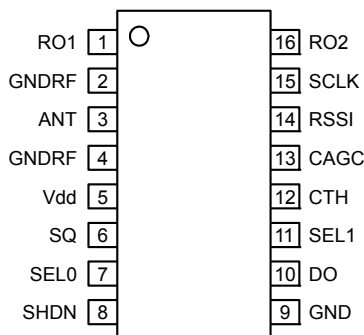 RO1 1 16 RO2
GNDRF 2 15 SCLK
ANT 3 14 RSSI
GNDRF 4 13 CAGC
Vdd 5 12 CTH
SQ 6 11 SEL1
SEL0 7 10 DO
SHDN 8 9 GND